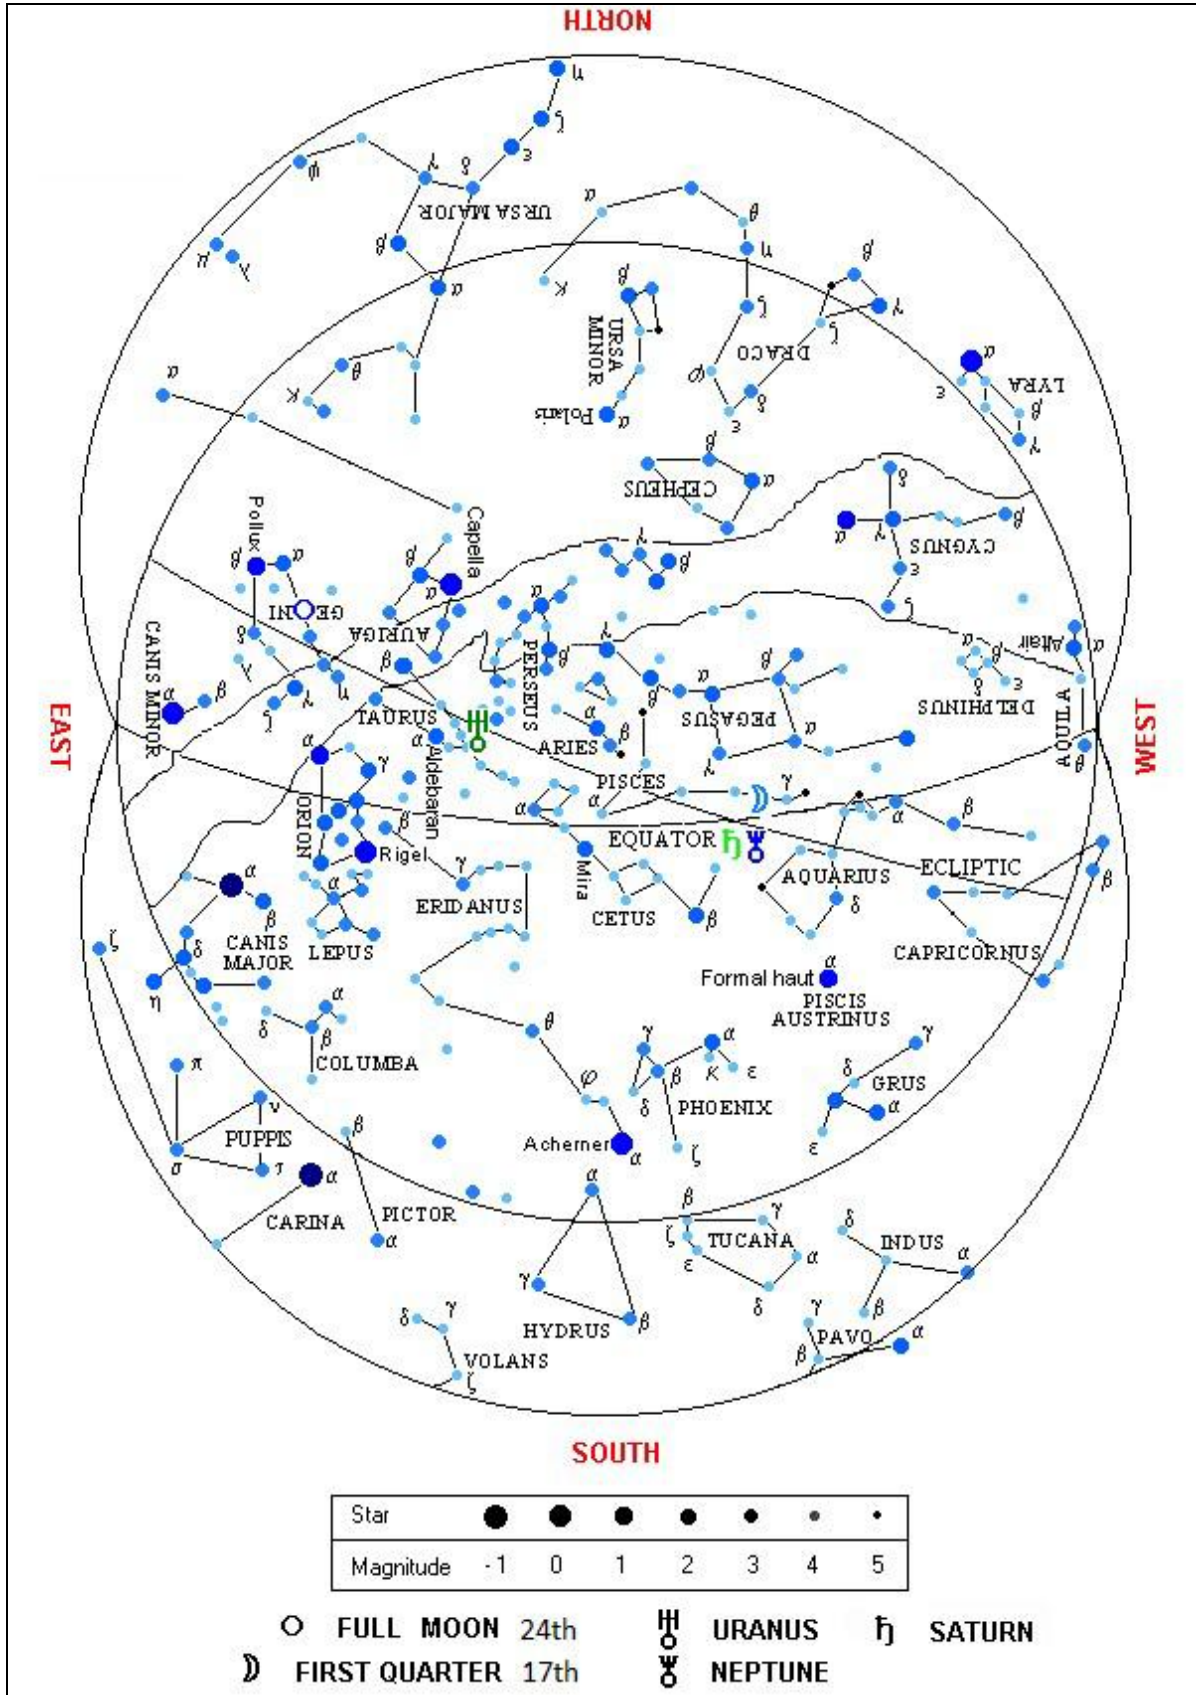 NORTH
η
ζ
ε
φ
γ
δ
URSA MAJOR
α
θ
β
μ
λ
η
β
α
κ
β
ζ
γ
URSA
MINOR
ζ
DRACO
α
θ
α
LYRA
κ
φ
δ
ε
β
Polaris
α
ε
γ
β
α
δ
CEPHEUS
Pollux
Capella
α
γ
β
CYGNUS
β
α
β
γ
β
α
ε
GE
NI
ζ
AURIGA
δ
β
PERSEUS
β
γ
β
α
Altair
α
λ
CANIS MINOR
α
β
η
γ
ζ
TAURUS
α
β
α
β
PEGASUS
δ
ε
DELPHINUS
AQUILA
EAST
WEST
α
Aldebaran
ARIES
β
γ
α
θ
α
γ
PISCES
γ
ORION
α
α
β
β
Rigel
EQUATOR
ECLIPTIC
α
α
γ
Mira
AQUARIUS
β
β
ERIDANUS
CETUS
β
δ
CANIS
MAJOR
LEPUS
CAPRICORNUS
ζ
δ
η
α
Formal haut
PISCIS
AUSTRINUS
α
δ
β
θ
γ
α
γ
COLUMBA
π
δ
GRUS
φ
β
κ
ε
PHOENIX
δ
α
ν
PUPPIS
β
Acherner
α
ζ
ε
σ
τ
α
α
CARINA
PICTOR
β
γ
δ
ζ
TUCANA
INDUS
α
α
ε
α
γ
δ
β
δ
γ
HYDRUS
β
γ
PAVO
α
VOLANS
β
ζ
SOUTH
Star
Magnitude -1 0 1 2 3 4 5
FULL MOON 24th
URANUS
SATURN
FIRST QUARTER 17th
NEPTUNE